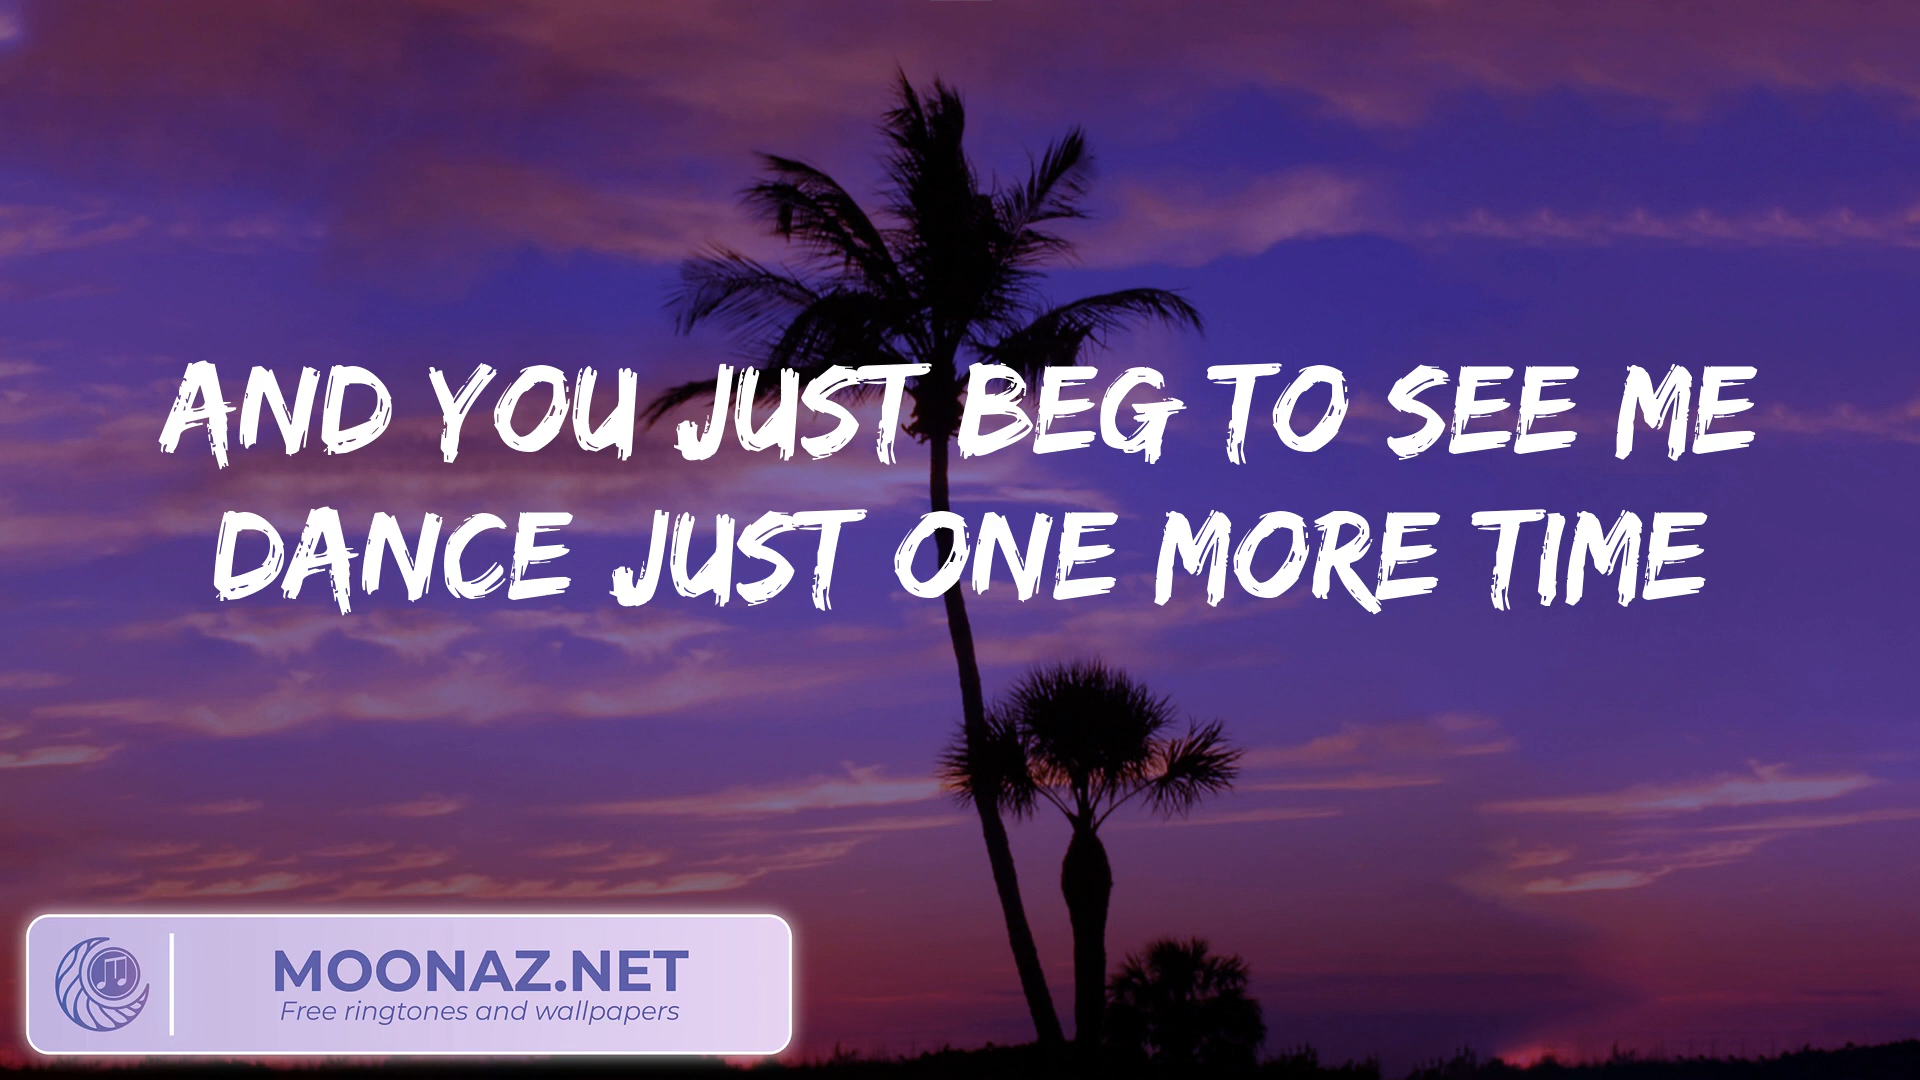 AND YOU JUST BEG TO SEE ME
DANCE JUST ONE MORE TIME
MOONAZ.NET
Free ringtones and wallpapers